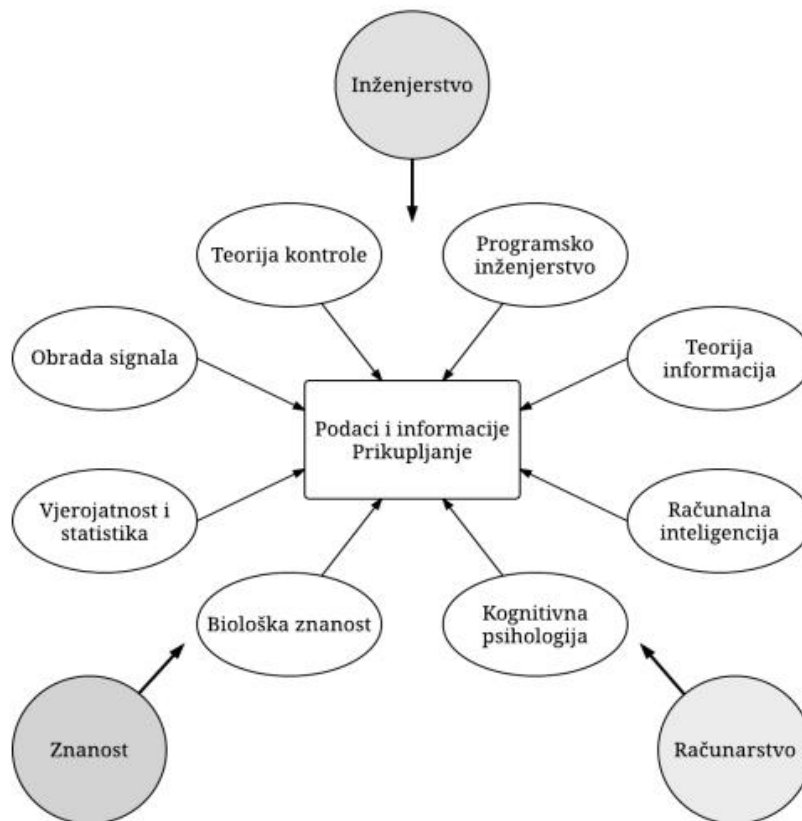 Inženjerstvo
Teorija kontrole
Programsko
inženjerstvo
Obrada signala
Teorija
informacija
Podaci i informacije
Prikupljanje
Vjerojatnost i
statistika
Računalna
inteligencija
Biološka znanost
Kognitivna
psihologija
Znanost
Računarstvo